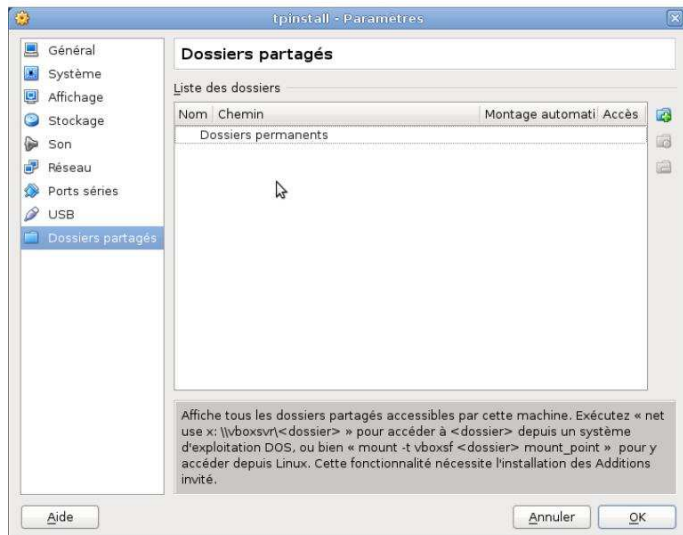 tpinstall - Paramètres
Général
Système
Affichage
Stockage
Son
Réseau
Ports séries
USB
Dossiers partagés
Dossiers partagés
Liste des dossiers
Nom Chemin Montage automati Accès
Dossiers permanents
Affiche tous les dossiers partagés accessibles par cette machine. Exécutez « net
use x: \\vboxsvr\<dossier> » pour accéder à <dossier> depuis un système
d'exploitation DOS, ou bien « mount -t vboxsf <dossier> mount_point » pour y
accéder depuis Linux. Cette fonctionnalité nécessite l'installation des Additions
invité.
Aide
Annuler
OK